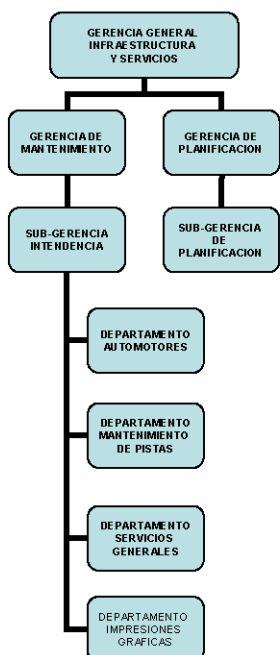 GERENCIA GENERAL
INFRAESTRUCTURA
Y SERVICIOS
GERENCIA DE
MANTENIMIENTO
GERENCIA DE
PLANIFICACION
SUB-GERENCIA
INTENDENCIA
SUB-GERENCIA
DE
PLANIFICACION
DEPARTAMENTO
AUTOMOTORES
DEPARTAMENTO
MANTENIMIENTO
DE PISTAS
DEPARTAMENTO
SERVICIOS
GENERALES
DEPARTAMENTO
IMPRESIONES
GRAFICAS